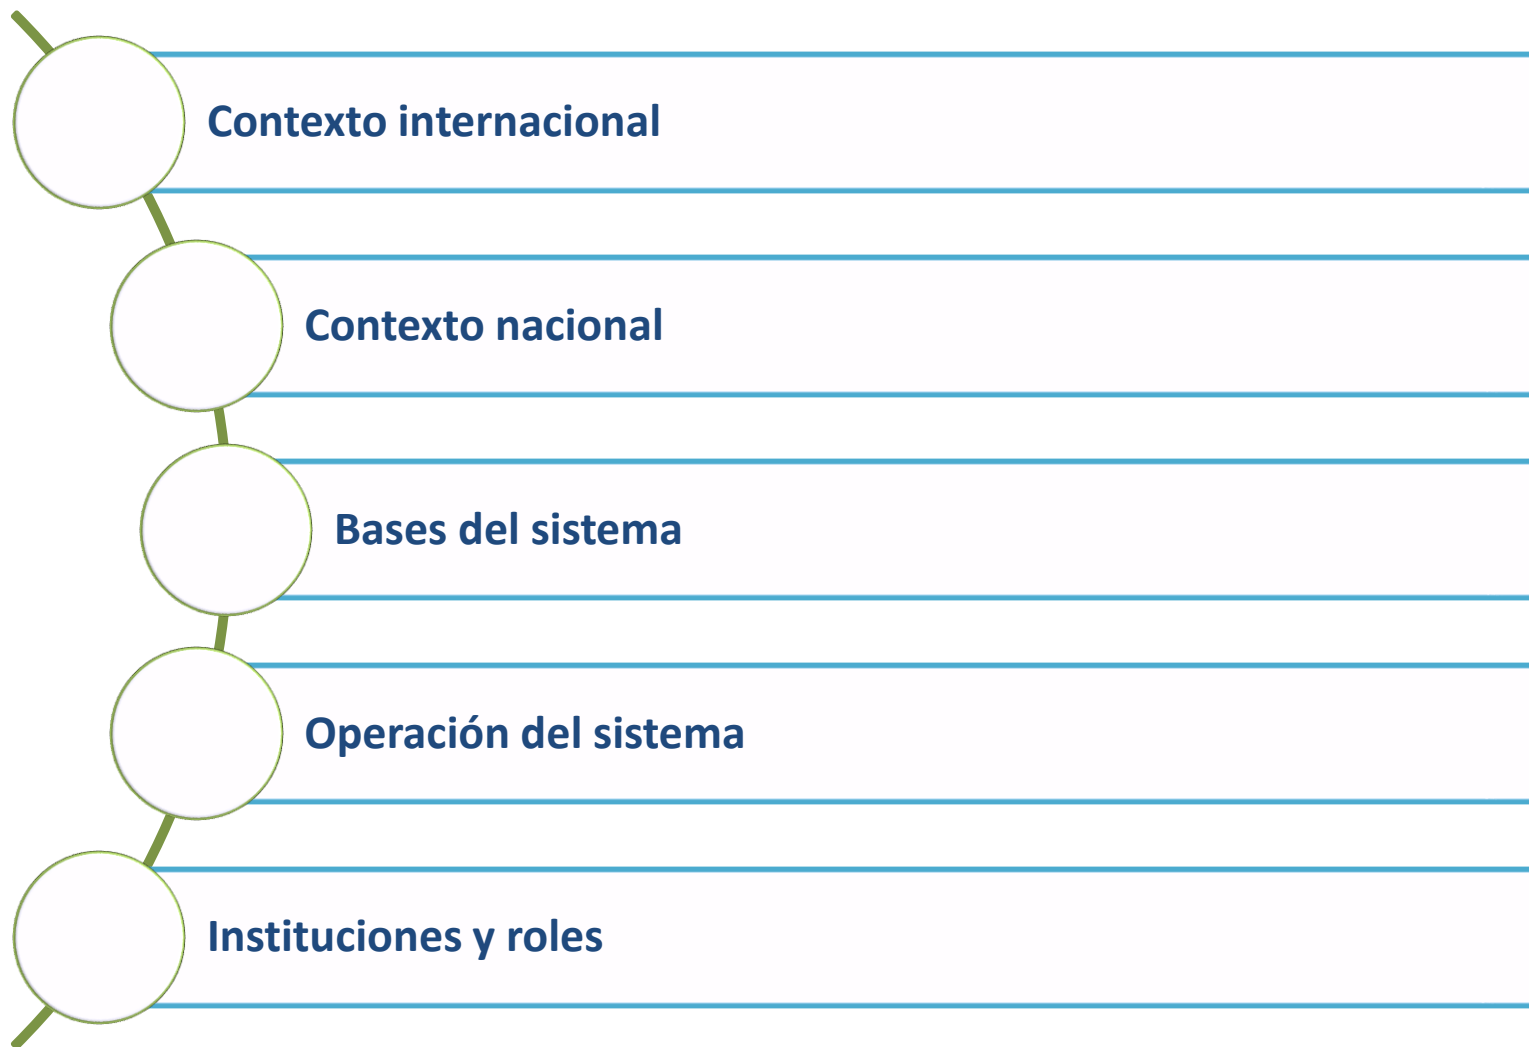 Contexto internacional
Contexto nacional
Bases del sistema
Operación del sistema
Instituciones y roles